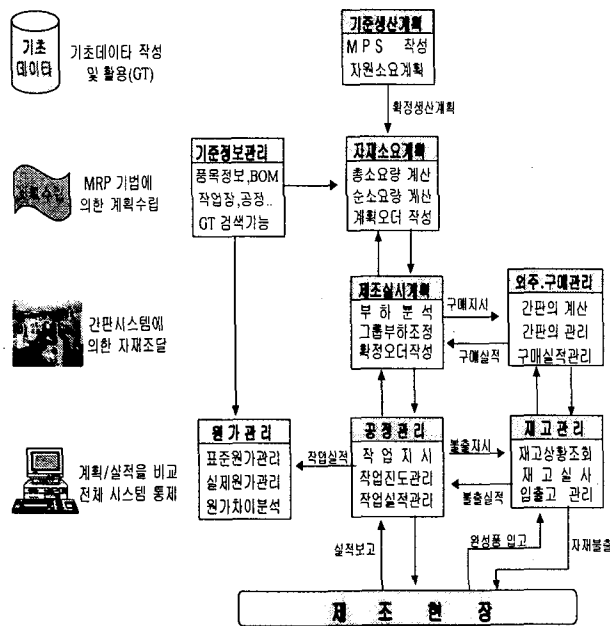 기초
데이타
기초데이타 작성
및 활용(GT)
기준생산계획
MPS 작성
자원소요계획
확정생산계획
계획수립
MRP 기법에
의한 계획수립
기준정보관리
품목정보,BOM
작업장,공정..
GT 검색기능
자재소요계획
총소요량 계산
순소요량 계산
계획오더 작성
간판시스템에
의한 자재조달
제조실시계획
부 하 분 석
그룹부하조정
확정오더작성
구매지시
구매실적
외주.구매관리
간판의 계산
간판의 관리
구매실적관리
계획/실적을 비교
전체 시스템 통제
원가관리
표준원가관리
실제원가관리
원가차이분석
작업실적
공정관리
작 업 지 시
작업진도관리
작업실적관리
불출지시
불출실적
재고관리
재고상황조회
재 고 실 사
입출고 관리
실적보고
완성품 입고
자재불출
제 조 현 장